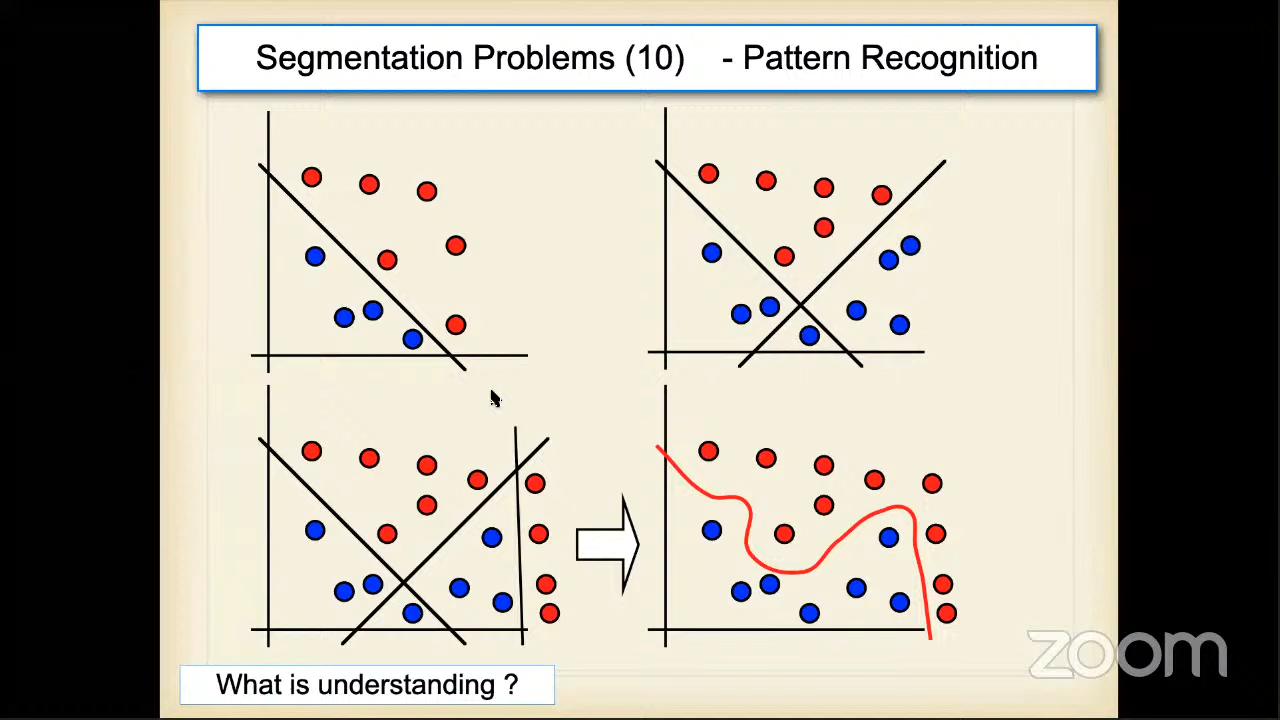 Segmentation Problems (10) - Pattern Recognition
What is understanding ?
zoom